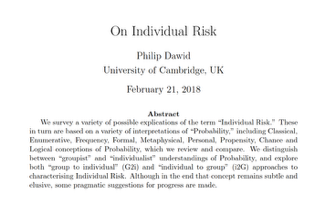 On Individual Risk
Philip Dawid
University of Cambridge, UK
February 21, 2018
Abstract
We survey a variety of possible explications of the term “Individual Risk.” These
in turn are based on a variety of interpretations of “Probability,” including Classical,
Enumerative, Frequency, Formal, Metaphysical, Personal, Propensity, Chance and
Logical conceptions of Probability, which we review and compare. We distinguish
between “groupist” and “individualist” understandings of Probability, and explore
both “group to individual” (G2i) and “individual to group” (i2G) approaches to
characterising Individual Risk. Although in the end that concept remains subtle and
elusive, some pragmatic suggestions for progress are made.